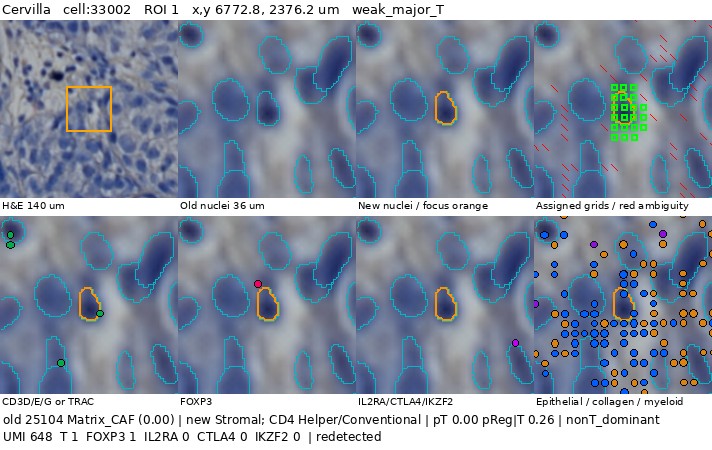 Cervilla cell:33002 ROI 1 x,y 6772.8, 2376.2 um weak_major_T
H&E 140 um
Old nuclei 36 um
New nuclei / focus orange
Assigned grids / red ambiguity
CD3D/E/G or TRAC
FOXP3
IL2RA/CTLA4/IKZF2
Epithelial / collagen / myeloid
old 25104 Matrix_CAF (0.00) | new Stromal; CD4 Helper/Conventional | pT 0.00 pReg|T 0.26 | nonT_dominant
UMI 648 T 1 FOXP3 1 IL2RA 0 CTLA4 0 IKZF2 0 | redetected